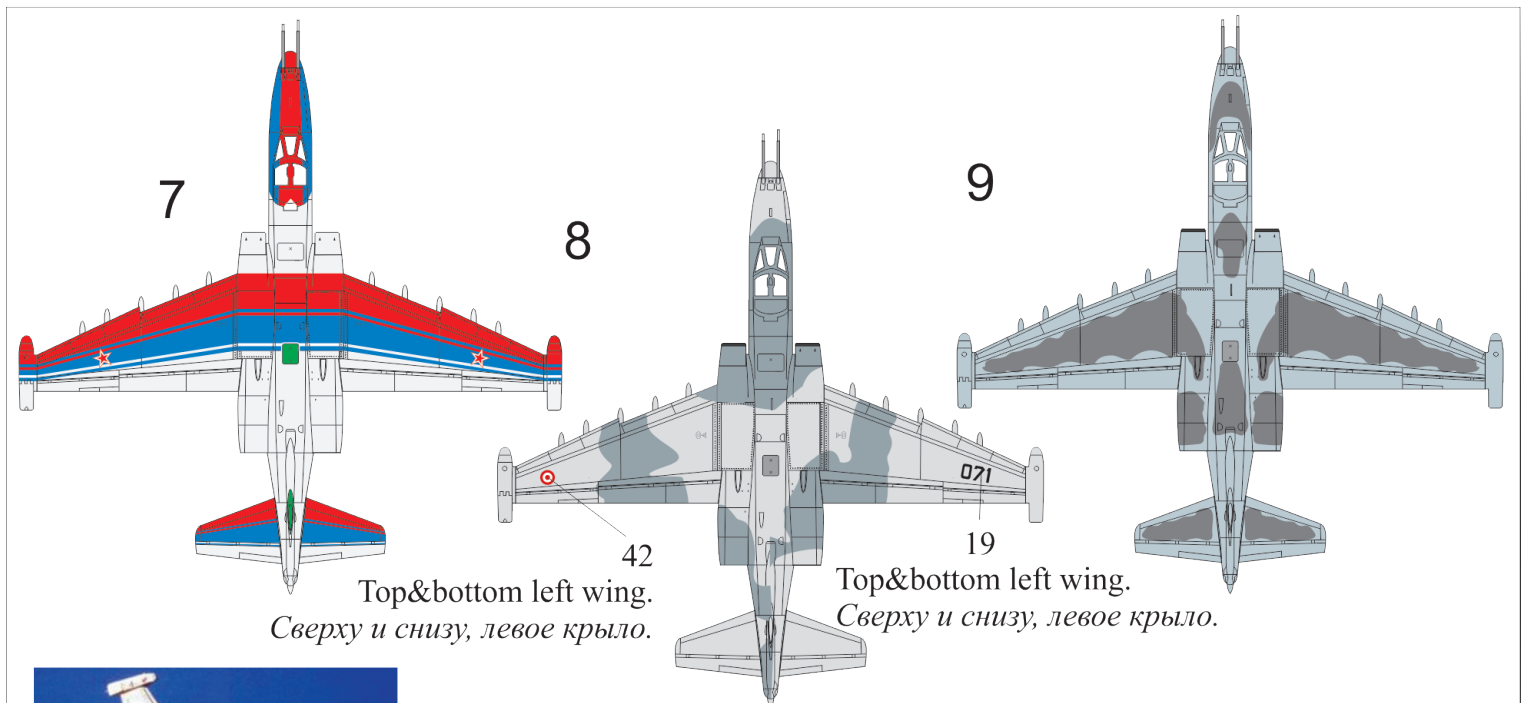 7
8
9
071
42
Top&bottom left wing.
Сверху и снизу, левое крыло.
19
Top&bottom left wing.
Сверху и снизу, левое крыло.